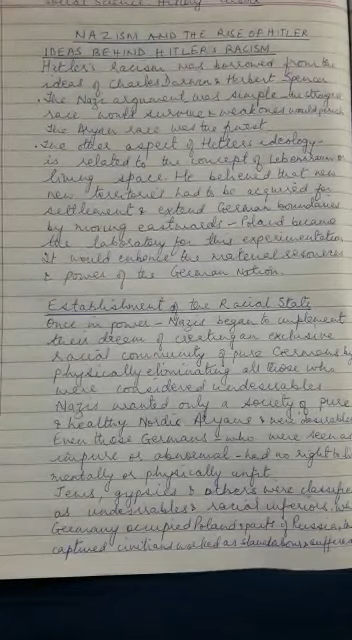 Social Science History
NAZISM AND THE RISE OF HITLER
IDEAS BEHIND HITLER'S RACISM
Hitler's Racism was borrowed from the
ideas of Charles Darwin & Herbert Spencer
• The Nazi argument was simple the strongest
race would survive & weak ones would perish
The Aryan race was the finest
• The other aspect of Hitlers ideology
is related to the concept of Lebensraum or
living space. He believed that new
new territories had to be acquired for
settlement & extend German boundaries
by moving eastwards - Poland became
the laboratory for this experimentation
It would enhance the material resources
& power of the German Nation.
Establishment of the Racial State
Once in power - Nazis began to implement
their dream of creating an exclusive
racial community of pure Germans by
physically eliminating all those who
were considered undesirables
Nazis wanted only a society of pure
& healthy Nordic Aryans & were desirables
Even those Germans who were seen as
impure or abnormal - had no right to
mentally or physically unfit.
Jews, gypsies & others were classified
as undesirables & racial inferiors.
Germany occupied Poland & parts of Russia,
captured civilians worked as slave labour & suffered